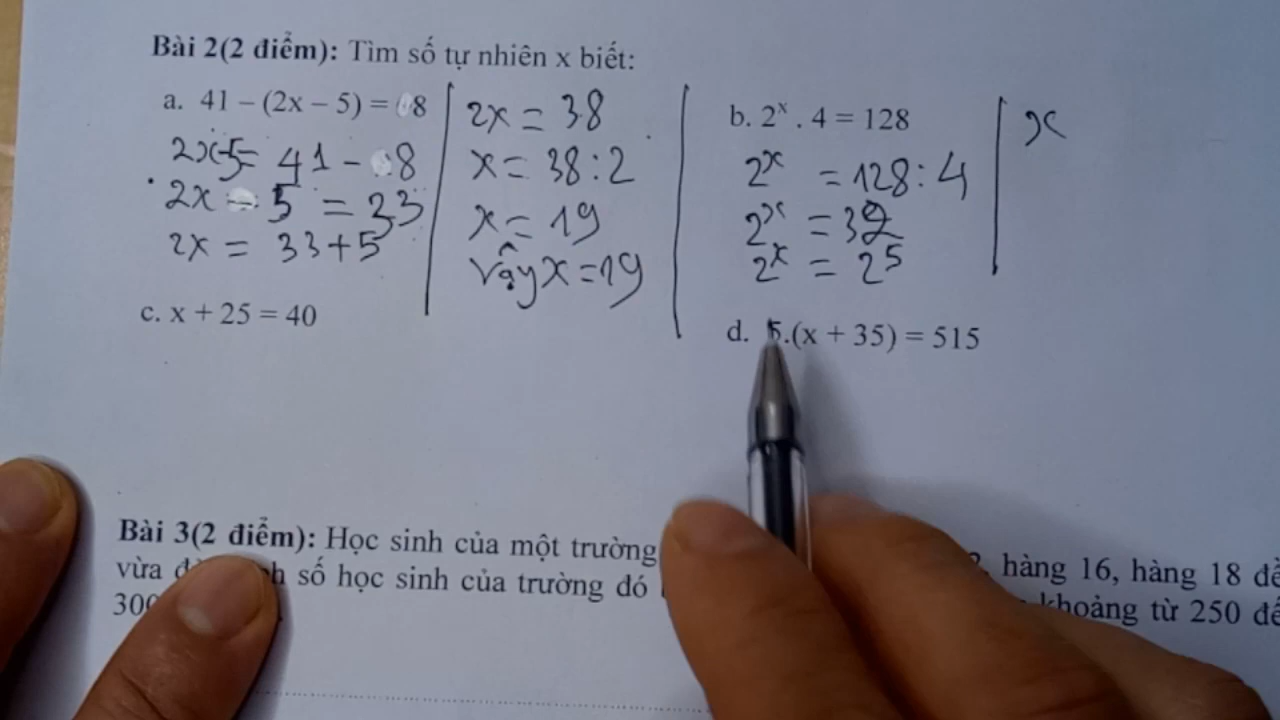 Bài 2(2 điểm): Tìm số tự nhiên x biết:
a. 41 – (2x – 5) = 8
2x-5= 41 - 8
2x - 5 = 33
2x = 33+5
2x = 38
x = 38:2
x = 19
Vậy x=19
b. 2ˣ . 4 = 128
2ˣ = 128:4
2ˣ = 32
2ˣ = 2⁵
x
c. x + 25 = 40
d. 5.(x + 35) = 515
Bài 3(2 điểm): Học sinh của một trường hàng 16, hàng 18
vừa số học sinh của trường đó khoảng từ 250